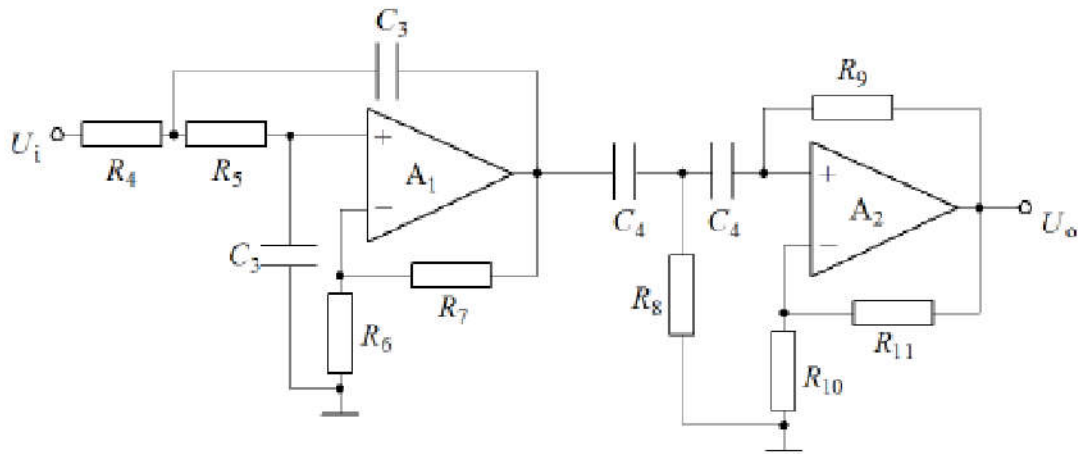 C₃
R₉
Uᵢ
R₄
R₅
+
A₁
−
C₄
C₄
+
A₂
−
Uₒ
C₃
R₇
R₈
R₆
R₁₁
R₁₀